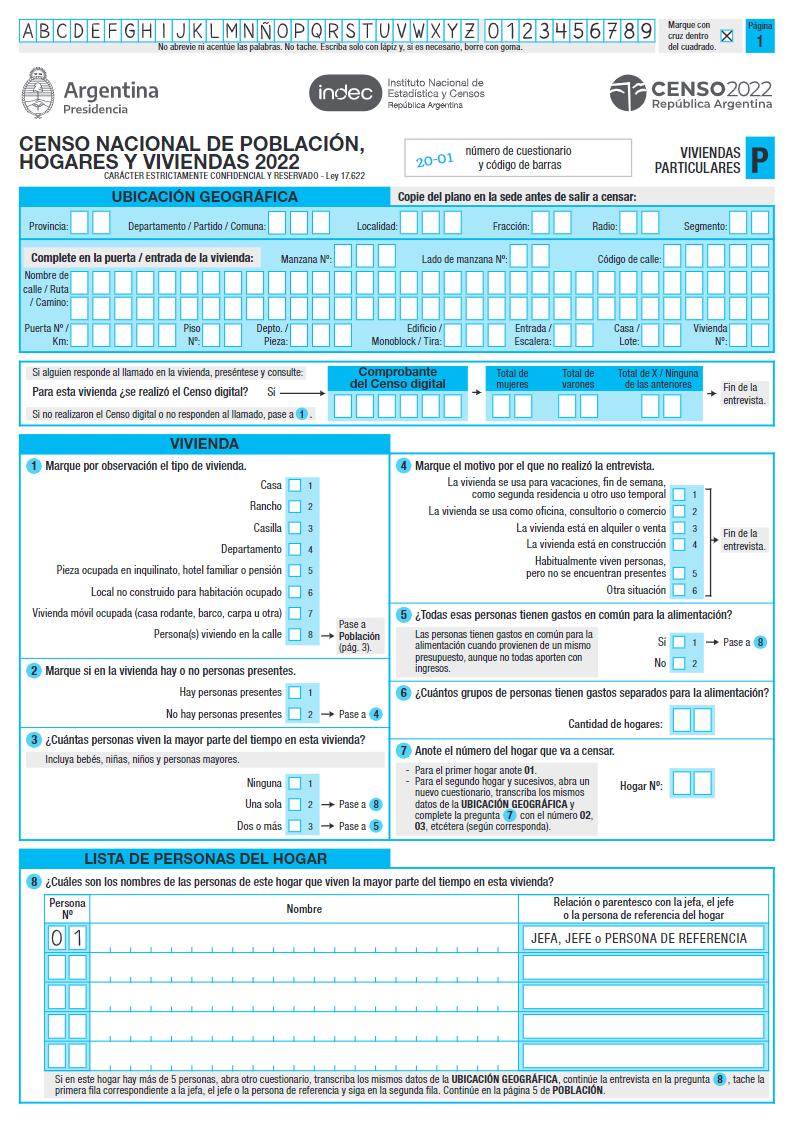 A B C D E F G H I J K L M N Ñ O P Q R S T U V W X Y Z 0 1 2 3 4 5 6 7 8 9
No abrevie ni acentúe las palabras. No tache. Escriba solo con lápiz y, si es necesario, borre con goma.
Marque con
cruz dentro
del cuadrado.
Página
1
Argentina
Presidencia
indec
Instituto Nacional de
Estadística y Censos
República Argentina
CENSO2022
República Argentina
CENSO NACIONAL DE POBLACIÓN,
HOGARES Y VIVIENDAS 2022
CARÁCTER ESTRICTAMENTE CONFIDENCIAL Y RESERVADO - Ley 17.622
20-01
número de cuestionario
y código de barras
VIVIENDAS
PARTICULARES
P
UBICACIÓN GEOGRÁFICA
Copie del plano en la sede antes de salir a censar:
Provincia: Departamento / Partido / Comuna: Localidad: Fracción: Radio: Segmento:
Complete en la puerta / entrada de la vivienda: Manzana Nº: Lado de manzana Nº: Código de calle:
Nombre de
calle / Ruta
/ Camino:
Puerta Nº /
Km:
Piso
Nº:
Depto. /
Pieza:
Edificio /
Monoblock / Tira:
Entrada /
Escalera:
Casa /
Lote:
Vivienda
Nº:
Si alguien responde al llamado en la vivienda, preséntese y consulte:
Para esta vivienda ¿se realizó el Censo digital? Sí
Si no realizaron el Censo digital o no responden al llamado, pase a 1 .
Comprobante
del Censo digital
Total de
mujeres
Total de
varones
Total de X / Ninguna
de las anteriores
Fin de la
entrevista.
VIVIENDA
1 Marque por observación el tipo de vivienda.
Casa 1
Rancho 2
Casilla 3
Departamento 4
Pieza ocupada en inquilinato, hotel familiar o pensión 5
Local no construido para habitación ocupado 6
Vivienda móvil ocupada (casa rodante, barco, carpa u otra) 7
Persona(s) viviendo en la calle 8
Pase a
Población
(pág. 3).
2 Marque si en la vivienda hay o no personas presentes.
Hay personas presentes 1
No hay personas presentes 2 Pase a 4
3 ¿Cuántas personas viven la mayor parte del tiempo en esta vivienda?
Incluya bebés, niñas, niños y personas mayores.
Ninguna 1
Una sola 2 Pase a 8
Dos o más 3 Pase a 5
4 Marque el motivo por el que no realizó la entrevista.
La vivienda se usa para vacaciones, fin de semana,
como segunda residencia u otro uso temporal 1
La vivienda se usa como oficina, consultorio o comercio 2
La vivienda está en alquiler o venta 3
La vivienda está en construcción 4
Habitualmente viven personas,
pero no se encuentran presentes 5
Otra situación 6
Fin de la
entrevista.
5 ¿Todas esas personas tienen gastos en común para la alimentación?
Las personas tienen gastos en común para la
alimentación cuando provienen de un mismo
presupuesto, aunque no todas aporten con
ingresos.
Sí 1 Pase a 8
No 2
6 ¿Cuántos grupos de personas tienen gastos separados para la alimentación?
Cantidad de hogares:
7 Anote el número del hogar que va a censar.
- Para el primer hogar anote 01.
- Para el segundo hogar y sucesivos, abra un
nuevo cuestionario, transcriba los mismos
datos de la UBICACIÓN GEOGRÁFICA y
complete la pregunta 7 con el número 02,
03, etcétera (según corresponda).
Hogar Nº:
LISTA DE PERSONAS DEL HOGAR
8 ¿Cuáles son los nombres de las personas de este hogar que viven la mayor parte del tiempo en esta vivienda?
Persona
Nº
Nombre
Relación o parentesco con la jefa, el jefe
o la persona de referencia del hogar
0 1
JEFA, JEFE o PERSONA DE REFERENCIA
Si en este hogar hay más de 5 personas, abra otro cuestionario, transcriba los mismos datos de la UBICACIÓN GEOGRÁFICA, continúe la entrevista en la pregunta 8 , tache la
primera fila correspondiente a la jefa, el jefe o la persona de referencia y siga en la segunda fila. Continúe en la página 5 de POBLACIÓN.